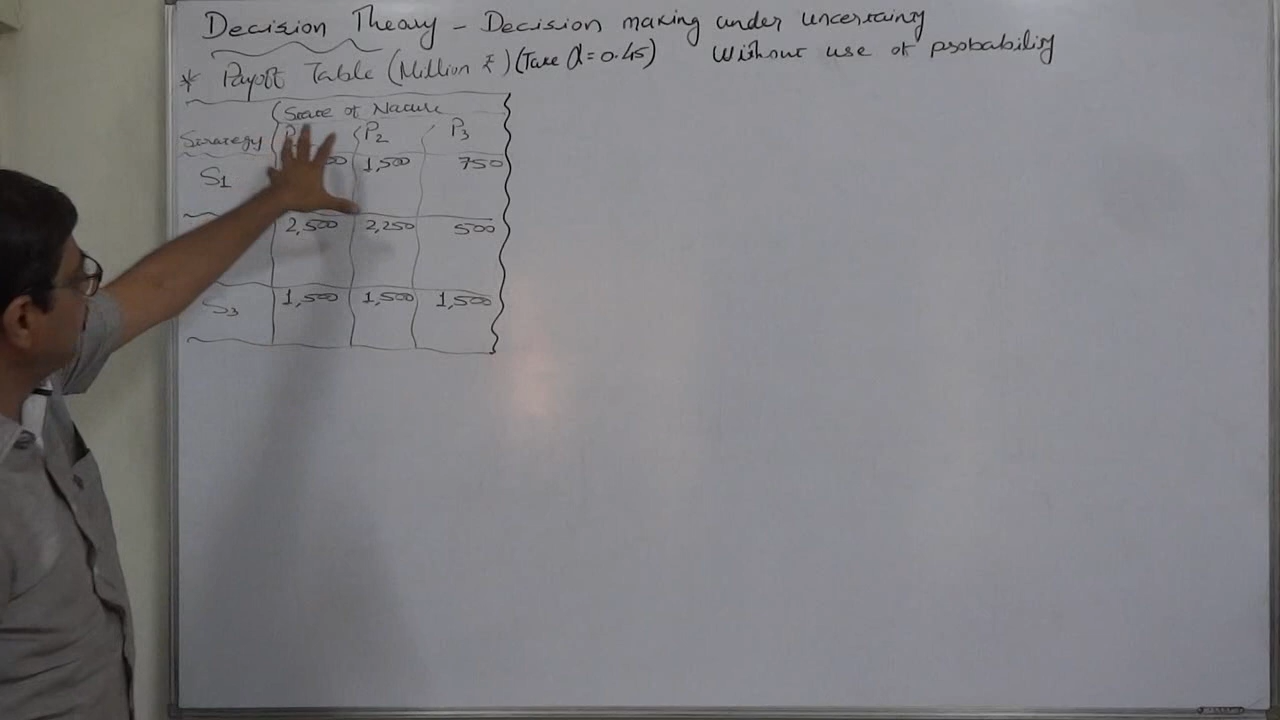 Decision Theory - Decision making under uncertainty
Without use of probability
* Payoff Table (Million ₹) (Take α = 0.45)
State of Nature
Strategy P2 P3
S1 1,500 750
2,500 2,250 500
S3 1,500 1,500 1,500